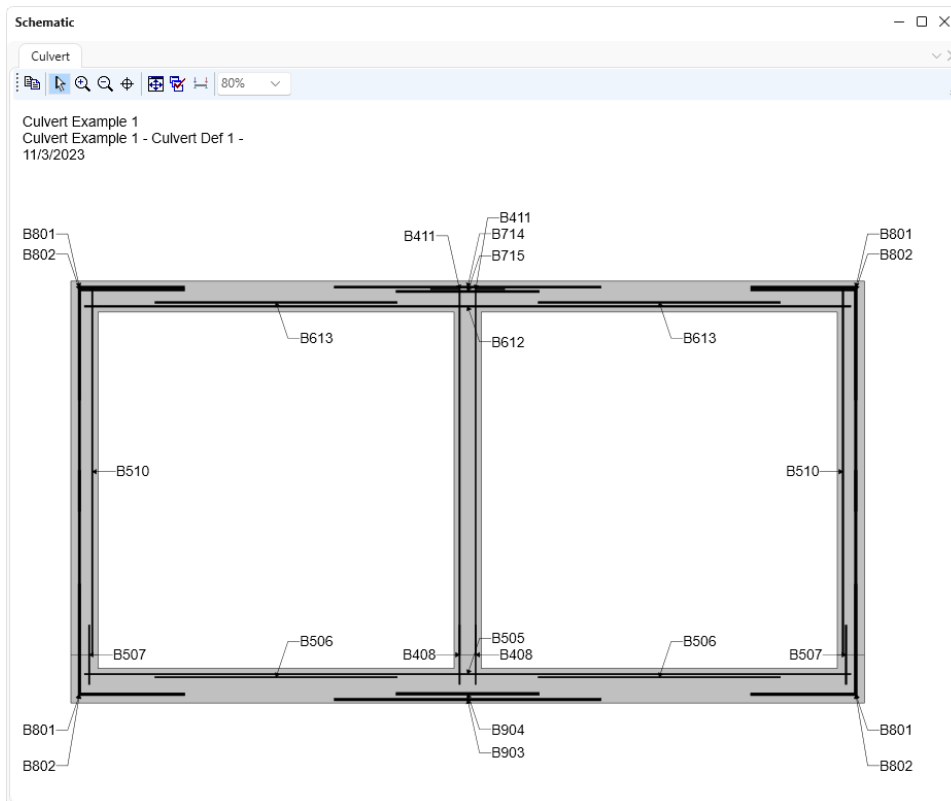 Schematic
Culvert
80%
Culvert Example 1
Culvert Example 1 - Culvert Def 1 -
11/3/2023
B411
B801
B411
B714
B801
B802
B715
B802
B613
B612
B613
B510
B510
B507
B506
B408
B505
B408
B506
B507
B801
B904
B801
B903
B802
B802